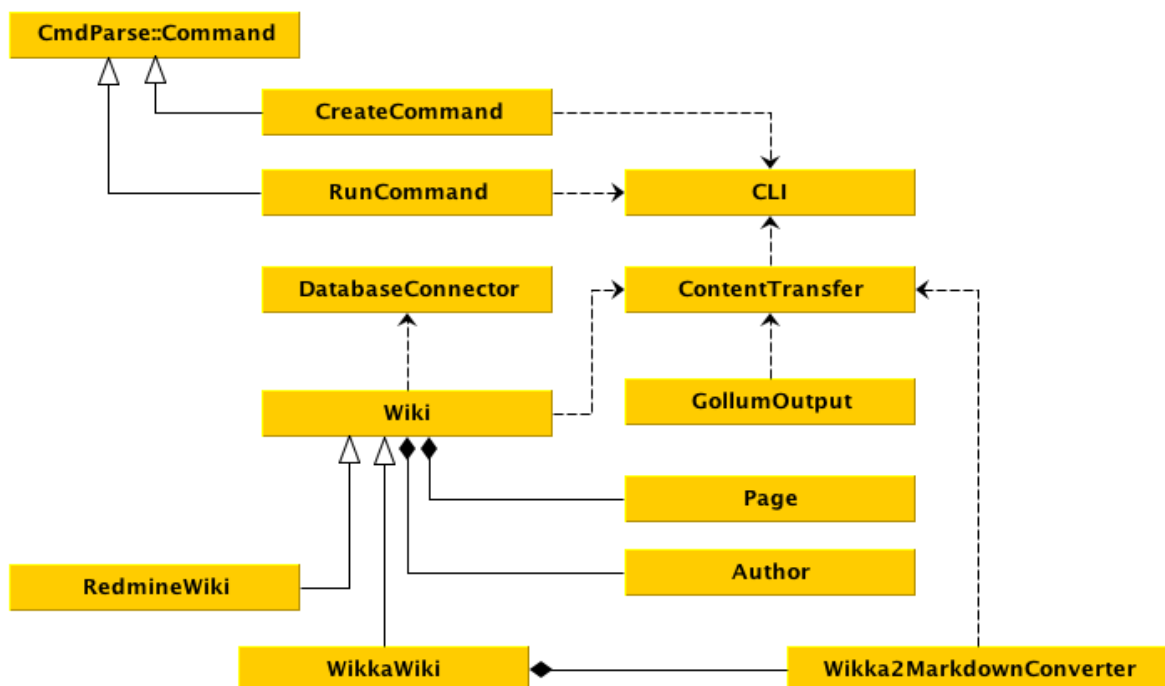 CmdParse::Command
CreateCommand
RunCommand
CLI
DatabaseConnector
ContentTransfer
Wiki
GollumOutput
Page
RedmineWiki
Author
WikkaWiki
Wikka2MarkdownConverter